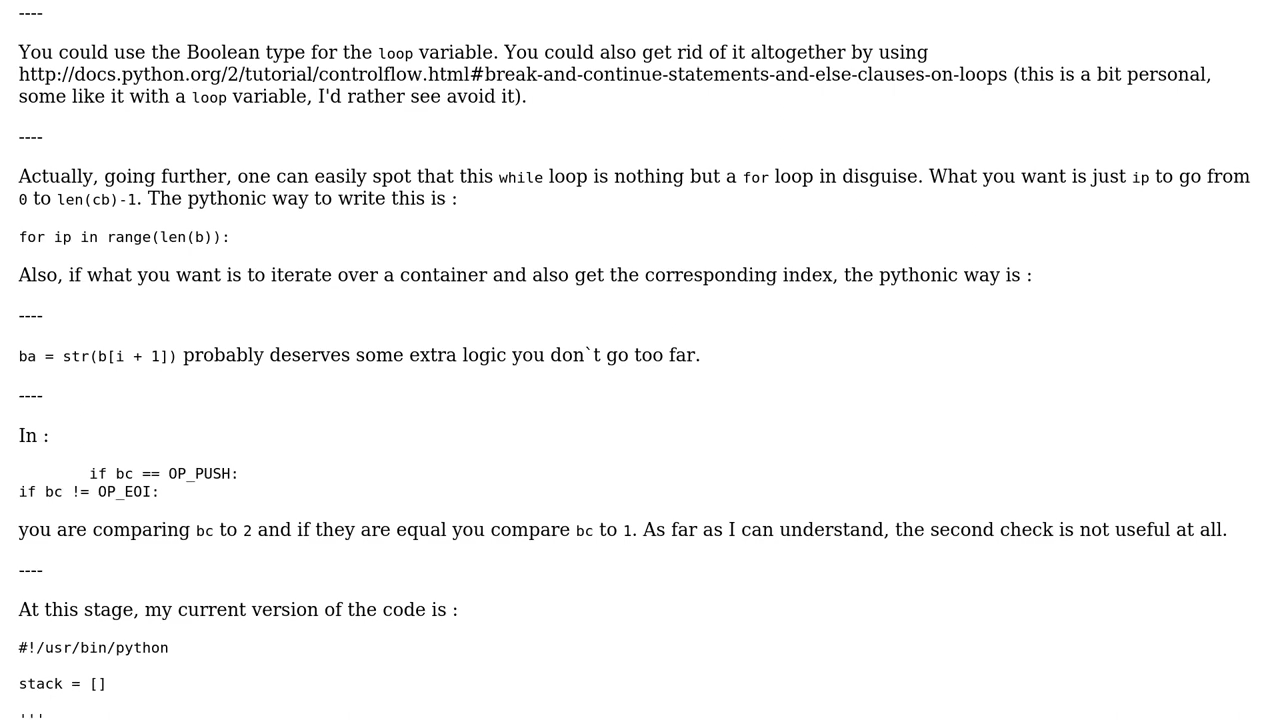 ----
You could use the Boolean type for the loop variable. You could also get rid of it altogether by using
http://docs.python.org/2/tutorial/controlflow.html#break-and-continue-statements-and-else-clauses-on-loops (this is a bit personal,
some like it with a loop variable, I'd rather see avoid it).
----
Actually, going further, one can easily spot that this while loop is nothing but a for loop in disguise. What you want is just ip to go from
0 to len(cb)-1. The pythonic way to write this is :
for ip in range(len(b)):
Also, if what you want is to iterate over a container and also get the corresponding index, the pythonic way is :
----
ba = str(b[i + 1]) probably deserves some extra logic you don`t go too far.
----
In :
        if bc == OP_PUSH:
if bc != OP_EOI:
you are comparing bc to 2 and if they are equal you compare bc to 1. As far as I can understand, the second check is not useful at all.
----
At this stage, my current version of the code is :
#!/usr/bin/python
stack = []
'''